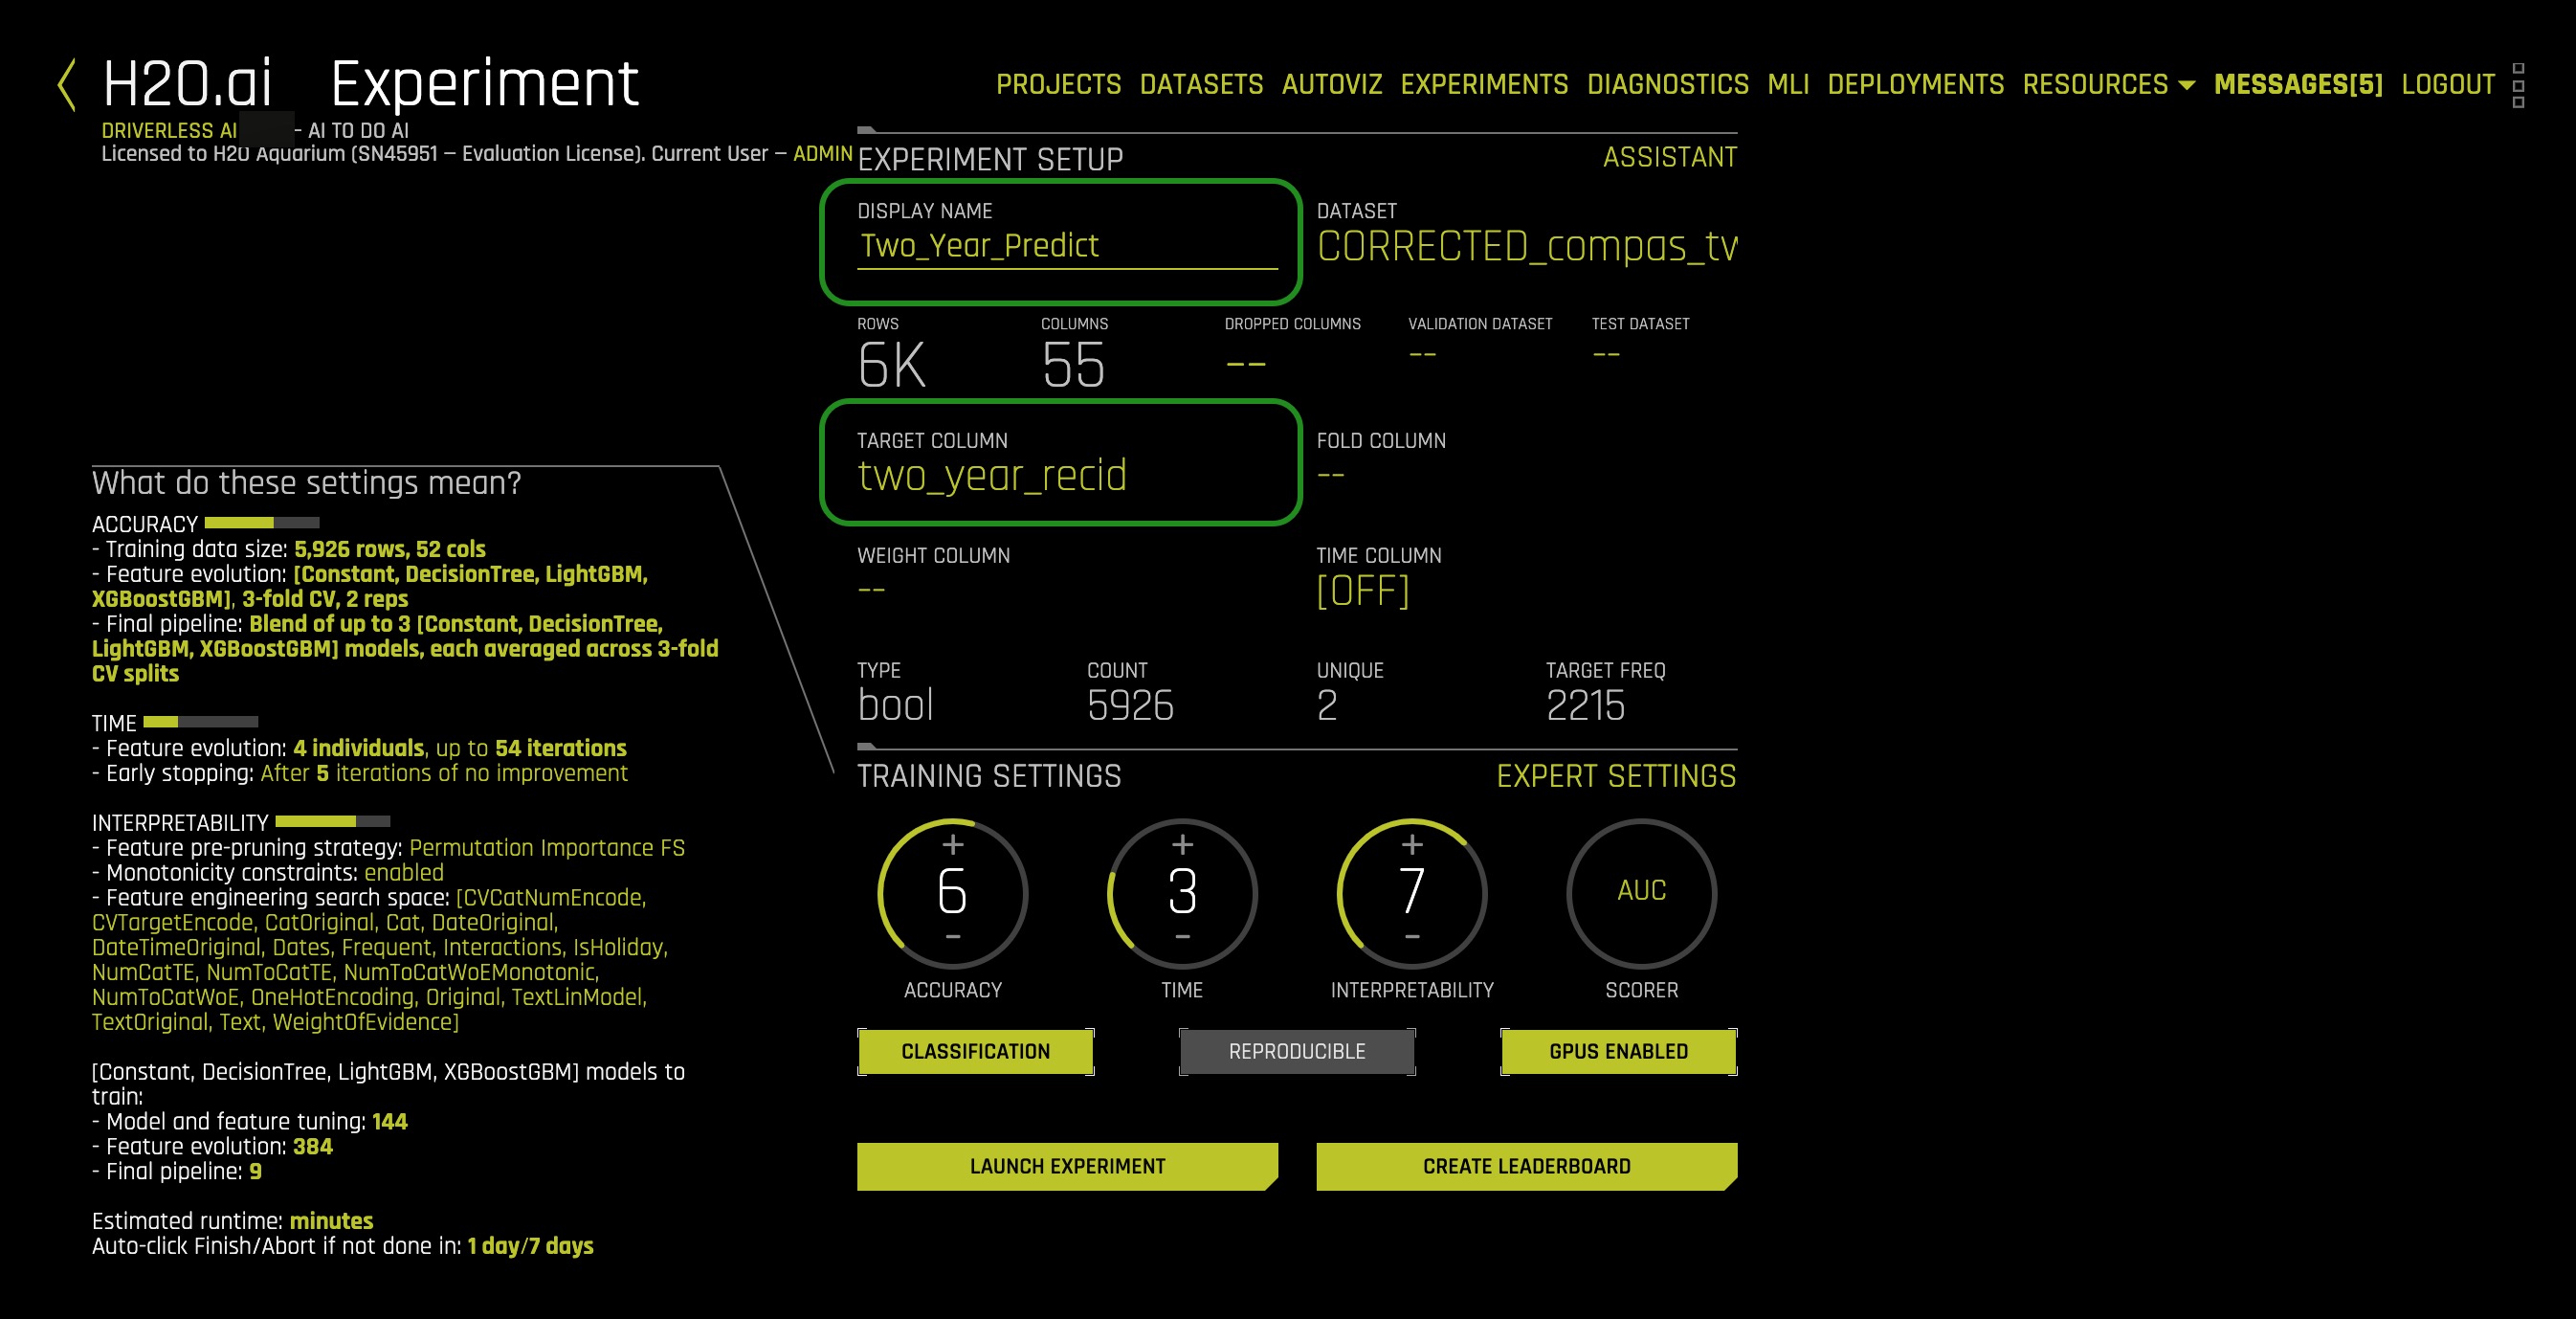 H2O.ai Experiment
PROJECTS DATASETS AUTOVIZ EXPERIMENTS DIAGNOSTICS MLI DEPLOYMENTS RESOURCES MESSAGES[5] LOGOUT
DRIVERLESS AI - AI TO DO AI
Licensed to H2O Aquarium (SN45951 – Evaluation License). Current User – ADMIN
EXPERIMENT SETUP
ASSISTANT
DISPLAY NAME
Two_Year_Predict
DATASET
CORRECTED_compas_tw
ROWS
6K
COLUMNS
55
DROPPED COLUMNS
--
VALIDATION DATASET
--
TEST DATASET
--
TARGET COLUMN
two_year_recid
FOLD COLUMN
--
WEIGHT COLUMN
--
TIME COLUMN
[OFF]
TYPE
bool
COUNT
5926
UNIQUE
2
TARGET FREQ
2215
What do these settings mean?
ACCURACY
- Training data size: 5,926 rows, 52 cols
- Feature evolution: [Constant, DecisionTree, LightGBM,
XGBoostGBM], 3-fold CV, 2 reps
- Final pipeline: Blend of up to 3 [Constant, DecisionTree,
LightGBM, XGBoostGBM] models, each averaged across 3-fold
CV splits
TIME
- Feature evolution: 4 individuals, up to 54 iterations
- Early stopping: After 5 iterations of no improvement
INTERPRETABILITY
- Feature pre-pruning strategy: Permutation Importance FS
- Monotonicity constraints: enabled
- Feature engineering search space: [CVCatNumEncode,
CVTargetEncode, CatOriginal, Cat, DateOriginal,
DateTimeOriginal, Dates, Frequent, Interactions, IsHoliday,
NumCatTE, NumToCatTE, NumToCatWoEMonotonic,
NumToCatWoE, OneHotEncoding, Original, TextLinModel,
TextOriginal, Text, WeightOfEvidence]
[Constant, DecisionTree, LightGBM, XGBoostGBM] models to
train:
- Model and feature tuning: 144
- Feature evolution: 384
- Final pipeline: 9
Estimated runtime: minutes
Auto-click Finish/Abort if not done in: 1 day/7 days
TRAINING SETTINGS
EXPERT SETTINGS
+
6
-
ACCURACY
+
3
-
TIME
+
7
-
INTERPRETABILITY
AUC
SCORER
CLASSIFICATION
REPRODUCIBLE
GPUS ENABLED
LAUNCH EXPERIMENT
CREATE LEADERBOARD